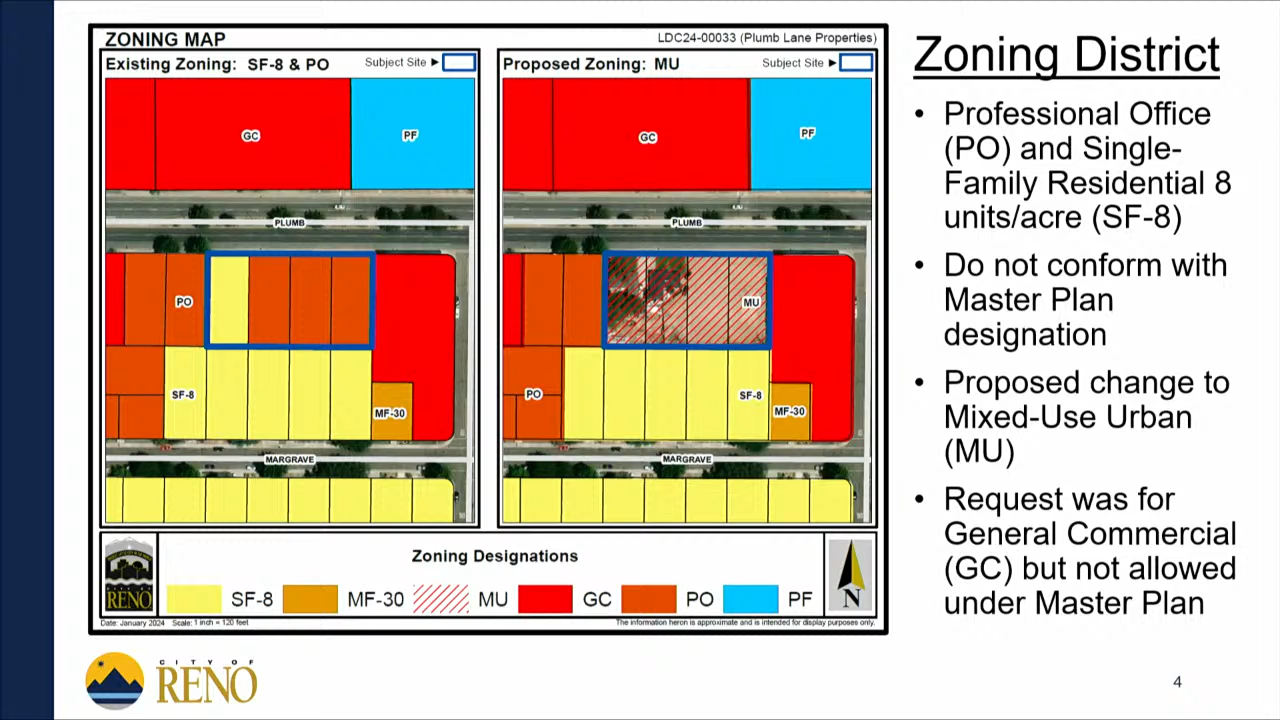 ZONING MAP
LDC24-00033 (Plumb Lane Properties)
Existing Zoning: SF-8 & PO
Subject Site
GC
PF
PLUMB
PO
SF-8
MF-30
MARGRAVE
Proposed Zoning: MU
Subject Site
GC
PF
PLUMB
MU
PO
SF-8
MF-30
MARGRAVE
Zoning Designations
SF-8
MF-30
MU
GC
PO
PF
CITY OF
RENO
N
Date: January 2024 Scale: 1 inch = 120 feet
The information heron is approximate and is intended for display purposes only.
Zoning District
• Professional Office
(PO) and Single-
Family Residential 8
units/acre (SF-8)
• Do not conform with
Master Plan
designation
• Proposed change to
Mixed-Use Urban
(MU)
• Request was for
General Commercial
(GC) but not allowed
under Master Plan
CITY OF
RENO
4